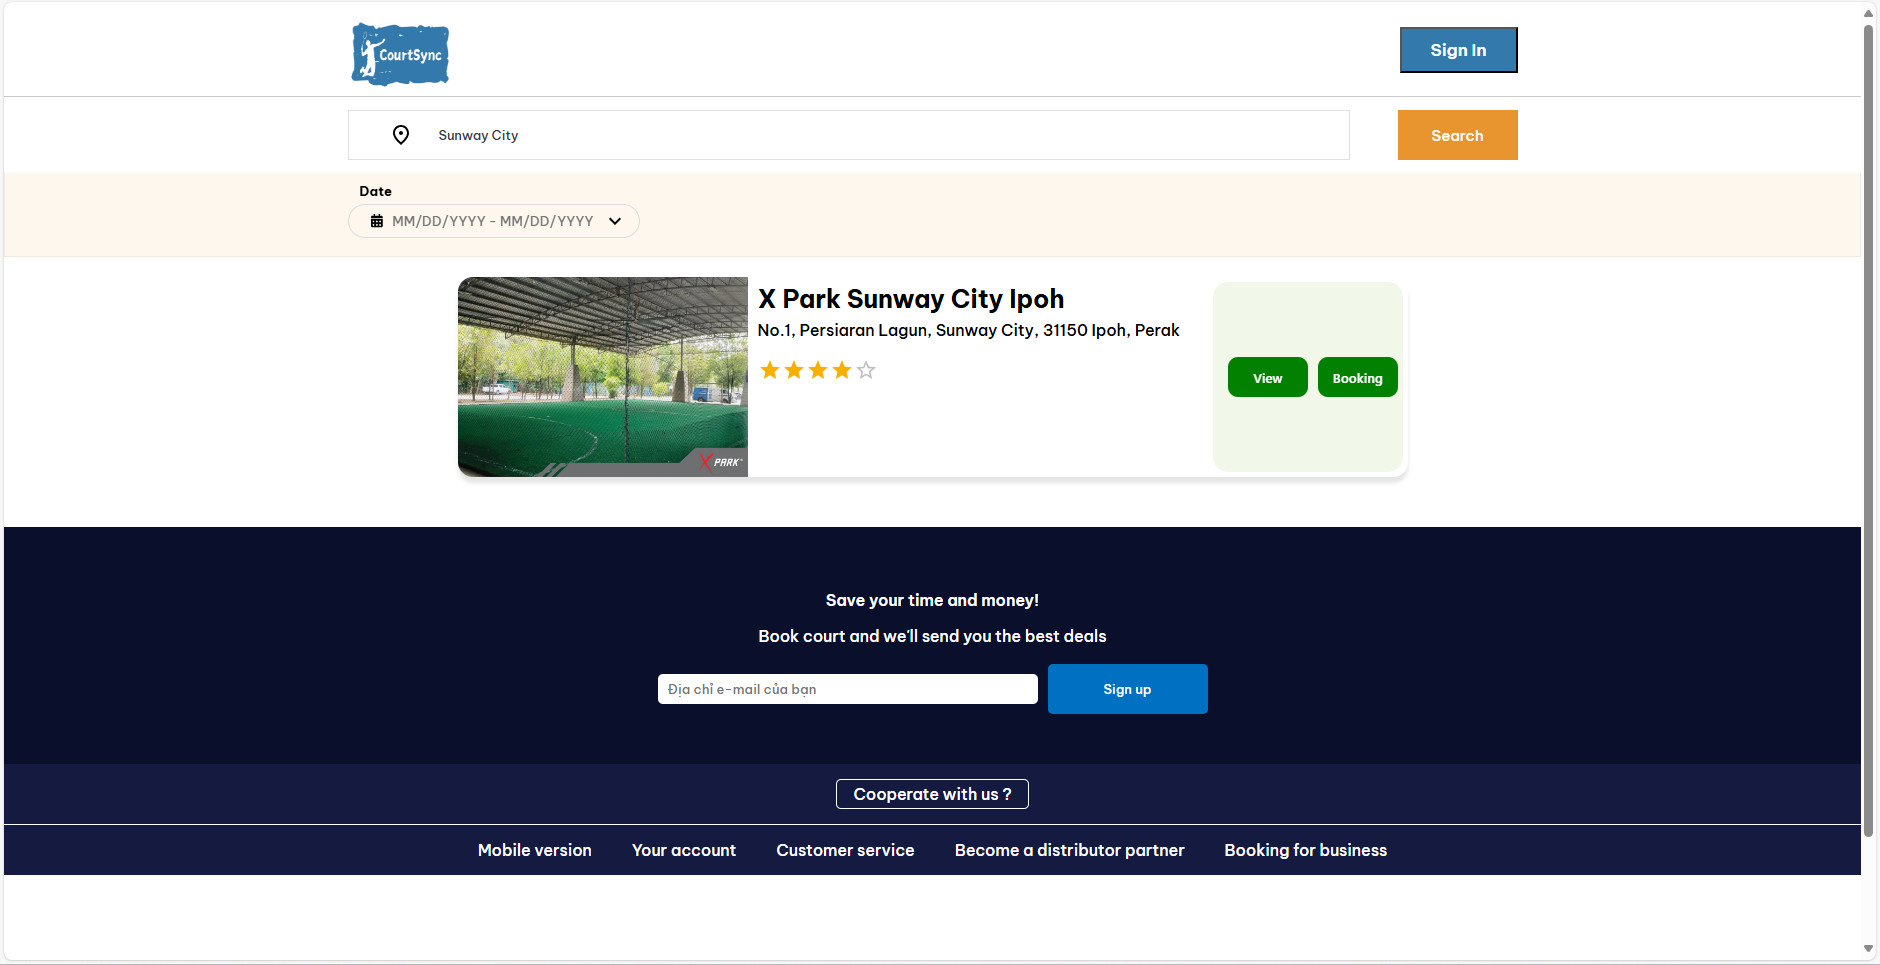 CourtSync
Sign In
Sunway City
Search
Date
MM/DD/YYYY - MM/DD/YYYY
X Park Sunway City Ipoh
No.1, Persiaran Lagun, Sunway City, 31150 Ipoh, Perak
View
Booking
X PARK
Save your time and money!
Book court and we'll send you the best deals
Địa chỉ e-mail của bạn
Sign up
Cooperate with us ?
Mobile version
Your account
Customer service
Become a distributor partner
Booking for business